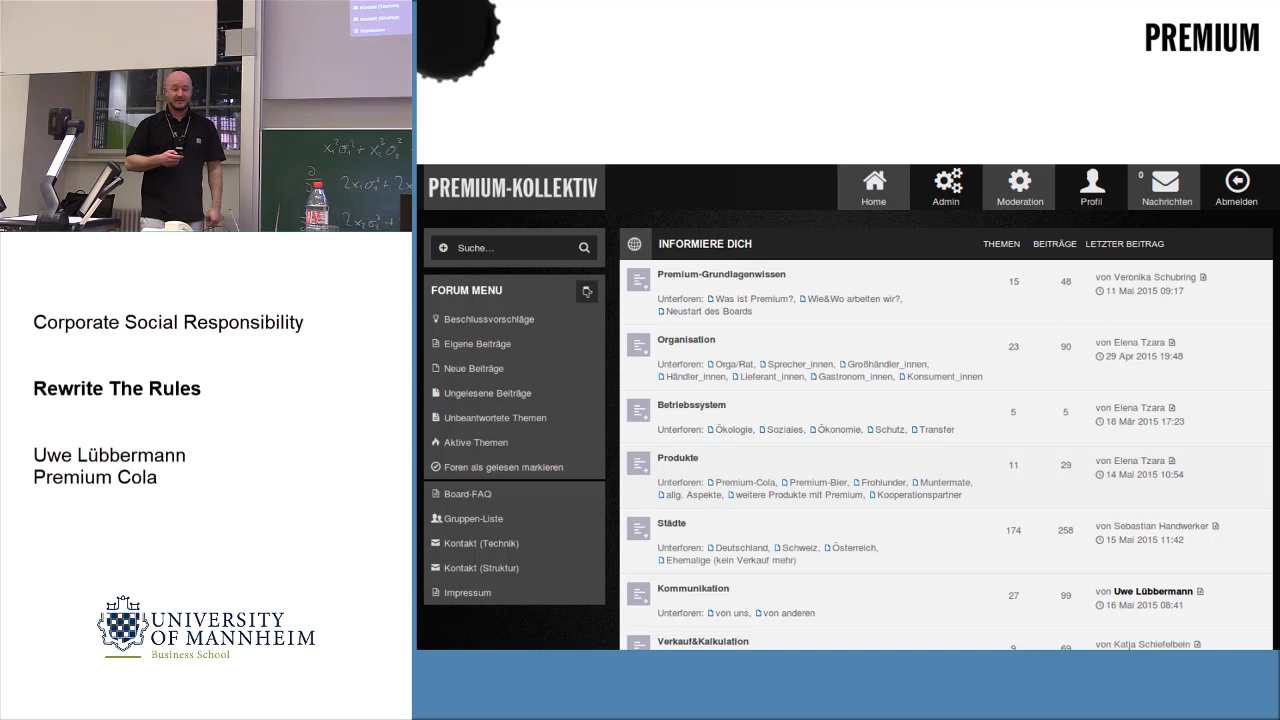 Kontakt (Technik)
Kontakt (Struktur)
Impressum
Corporate Social Responsibility
Rewrite The Rules
Uwe Lübbermann
Premium Cola
UNIVERSITY
OF MANNHEIM
Business School
PREMIUM
PREMIUM-KOLLEKTIV
Home
Admin
Moderation
Profil
0
Nachrichten
Abmelden
Suche...
FORUM MENU
Beschlussvorschläge
Eigene Beiträge
Neue Beiträge
Ungelesene Beiträge
Unbeantwortete Themen
Aktive Themen
Foren als gelesen markieren
Board-FAQ
Gruppen-Liste
Kontakt (Technik)
Kontakt (Struktur)
Impressum
INFORMIERE DICH THEMEN BEITRÄGE LETZTER BEITRAG
Premium-Grundlagenwissen
Unterforen: Was ist Premium?, Wie&Wo arbeiten wir?,
Neustart des Boards
15 48
von Veronika Schubring
11 Mai 2015 09:17
Organisation
Unterforen: Orga/Rat, Sprecher_innen, Großhändler_innen,
Händler_innen, Lieferant_innen, Gastronom_innen, Konsument_innen
23 90
von Elena Tzara
29 Apr 2015 19:48
Betriebssystem
Unterforen: Ökologie, Soziales, Ökonomie, Schutz, Transfer
5 5
von Elena Tzara
18 Mär 2015 17:23
Produkte
Unterforen: Premium-Cola, Premium-Bier, Frohlunder, Muntermate,
allg. Aspekte, weitere Produkte mit Premium, Kooperationspartner
11 29
von Elena Tzara
14 Mai 2015 10:54
Städte
Unterforen: Deutschland, Schweiz, Österreich,
Ehemalige (kein Verkauf mehr)
174 258
von Sebastian Handwerker
15 Mai 2015 11:42
Kommunikation
Unterforen: von uns, von anderen
27 99
von Uwe Lübbermann
16 Mai 2015 08:41
Verkauf&Kalkulation
9 69
von Katja Schiefelbein